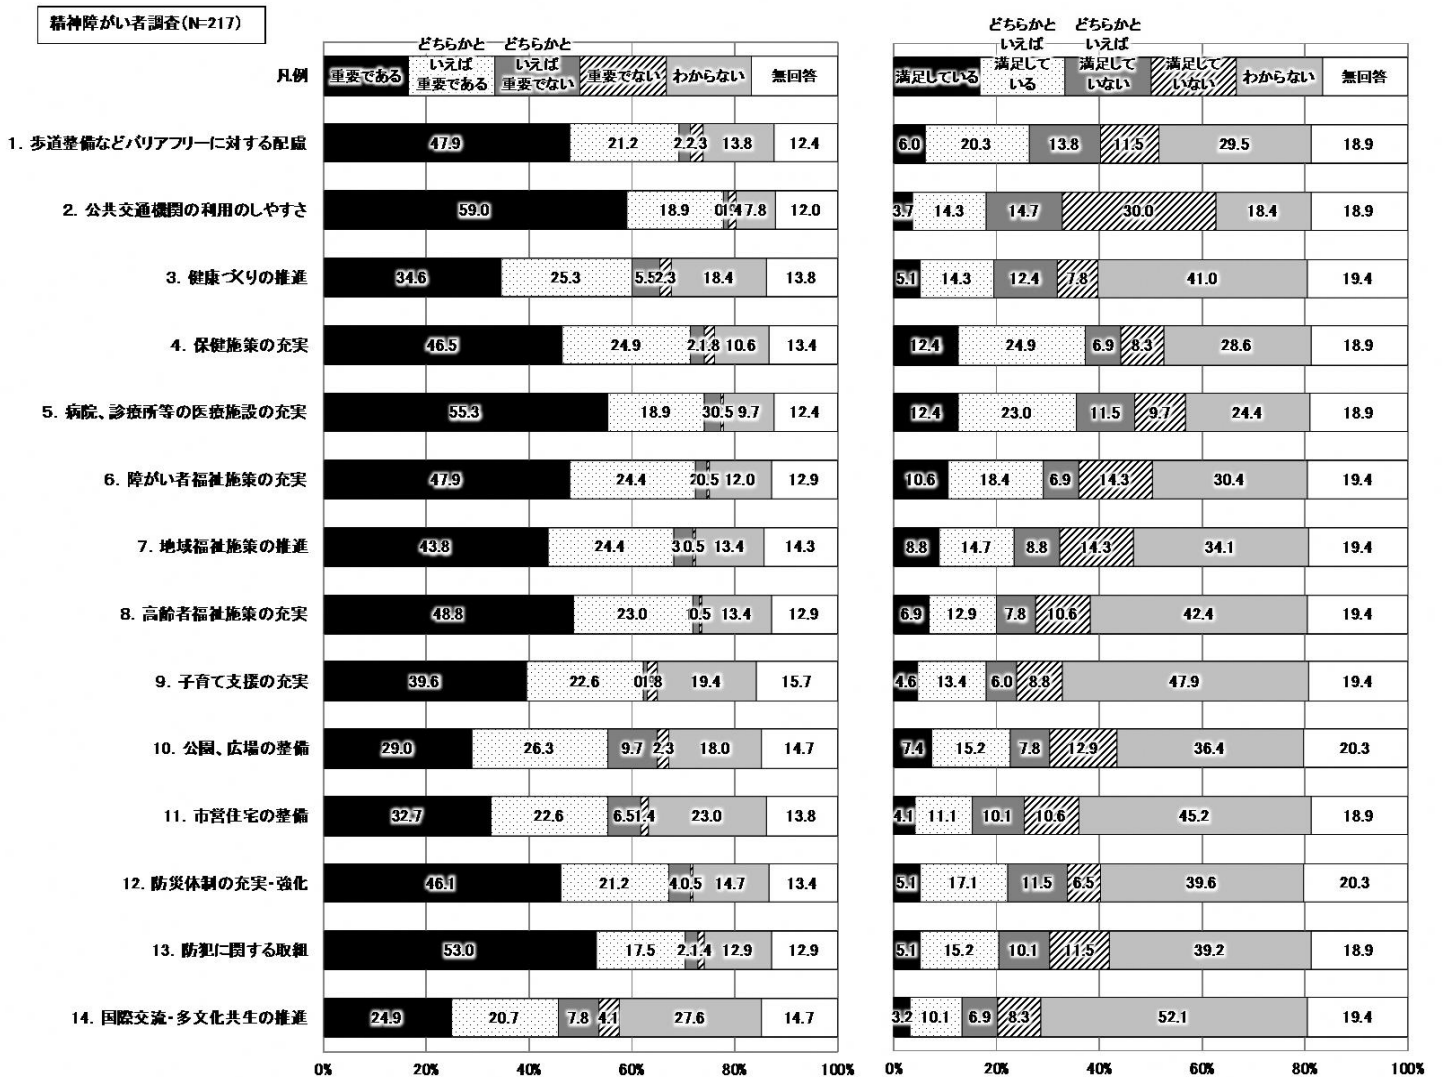 精神障がい者調査(N=217)
凡例
重要である
どちらかと
いえば
重要である
どちらかと
いえば
重要でない
重要でない
わからない
無回答
満足している
どちらかと
いえば
満足して
いる
どちらかと
いえば
満足して
いない
満足して
いない
わからない
無回答
1. 歩道整備などバリアフリーに対する配慮 47.9 21.2 2.3 13.8 12.4 6.0 20.3 13.8 11.5 29.5 18.9
2. 公共交通機関の利用のしやすさ 59.0 18.9 7.8 12.0 3.7 14.3 14.7 30.0 18.4 18.9
3. 健康づくりの推進 34.6 25.3 5.5 2.3 18.4 13.8 5.1 14.3 12.4 7.8 41.0 19.4
4. 保健施策の充実 46.5 24.9 1.8 10.6 13.4 12.4 24.9 6.9 8.3 28.6 18.9
5. 病院、診療所等の医療施設の充実 55.3 18.9 0.5 9.7 12.4 12.4 23.0 11.5 9.7 24.4 18.9
6. 障がい者福祉施策の充実 47.9 24.4 0.5 12.0 12.9 10.6 18.4 6.9 14.3 30.4 19.4
7. 地域福祉施策の推進 43.8 24.4 0.5 13.4 14.3 8.8 14.7 8.8 14.3 34.1 19.4
8. 高齢者福祉施策の充実 48.8 23.0 0.5 13.4 12.9 6.9 12.9 7.8 10.6 42.4 19.4
9. 子育て支援の充実 39.6 22.6 1.8 19.4 15.7 4.6 13.4 6.0 8.8 47.9 19.4
10. 公園、広場の整備 29.0 26.3 9.7 2.3 18.0 14.7 7.4 15.2 7.8 12.9 36.4 20.3
11. 市営住宅の整備 32.7 22.6 6.5 1.4 23.0 13.8 4.1 11.1 10.1 10.6 45.2 18.9
12. 防災体制の充実・強化 46.1 21.2 0.5 14.7 13.4 5.1 17.1 11.5 6.5 39.6 20.3
13. 防犯に関する取組 53.0 17.5 1.4 12.9 12.9 5.1 15.2 10.1 11.5 39.2 18.9
14. 国際交流・多文化共生の推進 24.9 20.7 7.8 4.1 27.6 14.7 3.2 10.1 6.9 8.3 52.1 19.4
0% 20% 40% 60% 80% 100% 0% 20% 40% 60% 80% 100%